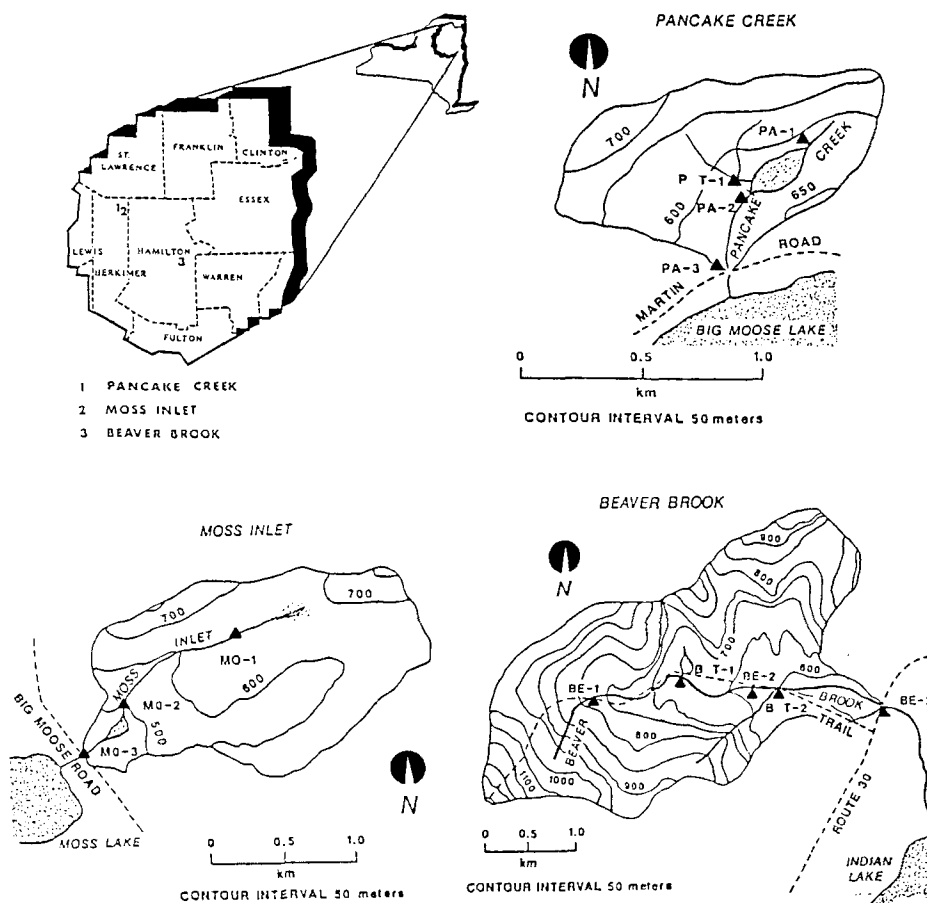 ST.
LAWRENCE
FRANKLIN
CLINTON
ESSEX
12
LEWIS
HAMILTON
3
HERKIMER
WARREN
FULTON
1 PANCAKE CREEK
2 MOSS INLET
3 BEAVER BROOK
PANCAKE CREEK
N
700
PA-1
CREEK
P T-1
PA-2
650
600
PANCAKE
PA-3
ROAD
MARTIN
BIG MOOSE LAKE
0 0.5 1.0
km
CONTOUR INTERVAL 50 meters
MOSS INLET
N
700
700
INLET
MO-1
MOSS
600
MO-2
500
BIG MOOSE ROAD
MO-3
MOSS LAKE
0 0.5 1.0
km
CONTOUR INTERVAL 50 meters
BEAVER BROOK
N
900
800
700
B T-1
600
BE-1
BE-2
BROOK
BE-3
B T-2
TRAIL
BEAVER
800
1100
1000
900
ROUTE 30
INDIAN
LAKE
0 0.5 1.0
km
CONTOUR INTERVAL 50 meters